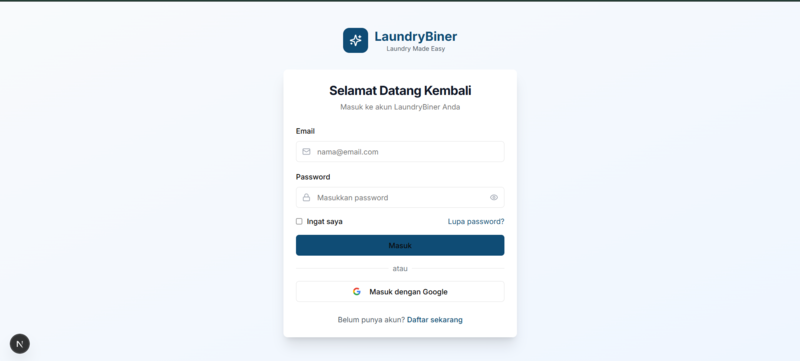 LaundryBiner
Laundry Made Easy
Selamat Datang Kembali
Masuk ke akun LaundryBiner Anda
Email
nama@email.com
Password
Masukkan password
Ingat saya
Lupa password?
Masuk
atau
Masuk dengan Google
Belum punya akun? Daftar sekarang
N